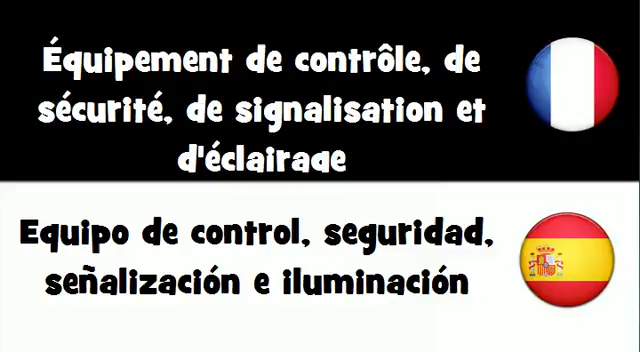 Équipement de contrôle, de
sécurité, de signalisation et
d'éclairage
Equipo de control, seguridad,
señalización e iluminación